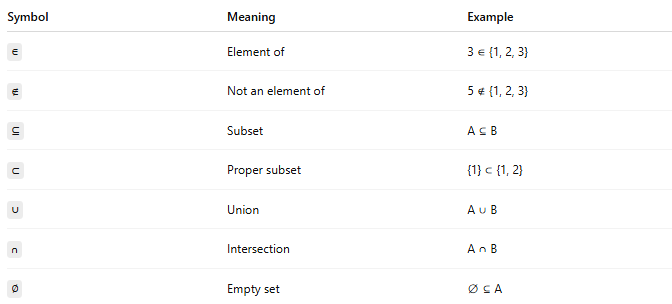 Symbol Meaning Example
∈ Element of 3 ∈ {1, 2, 3}
∉ Not an element of 5 ∉ {1, 2, 3}
⊆ Subset A ⊆ B
⊂ Proper subset {1} ⊂ {1, 2}
∪ Union A ∪ B
∩ Intersection A ∩ B
∅ Empty set ∅ ⊆ A